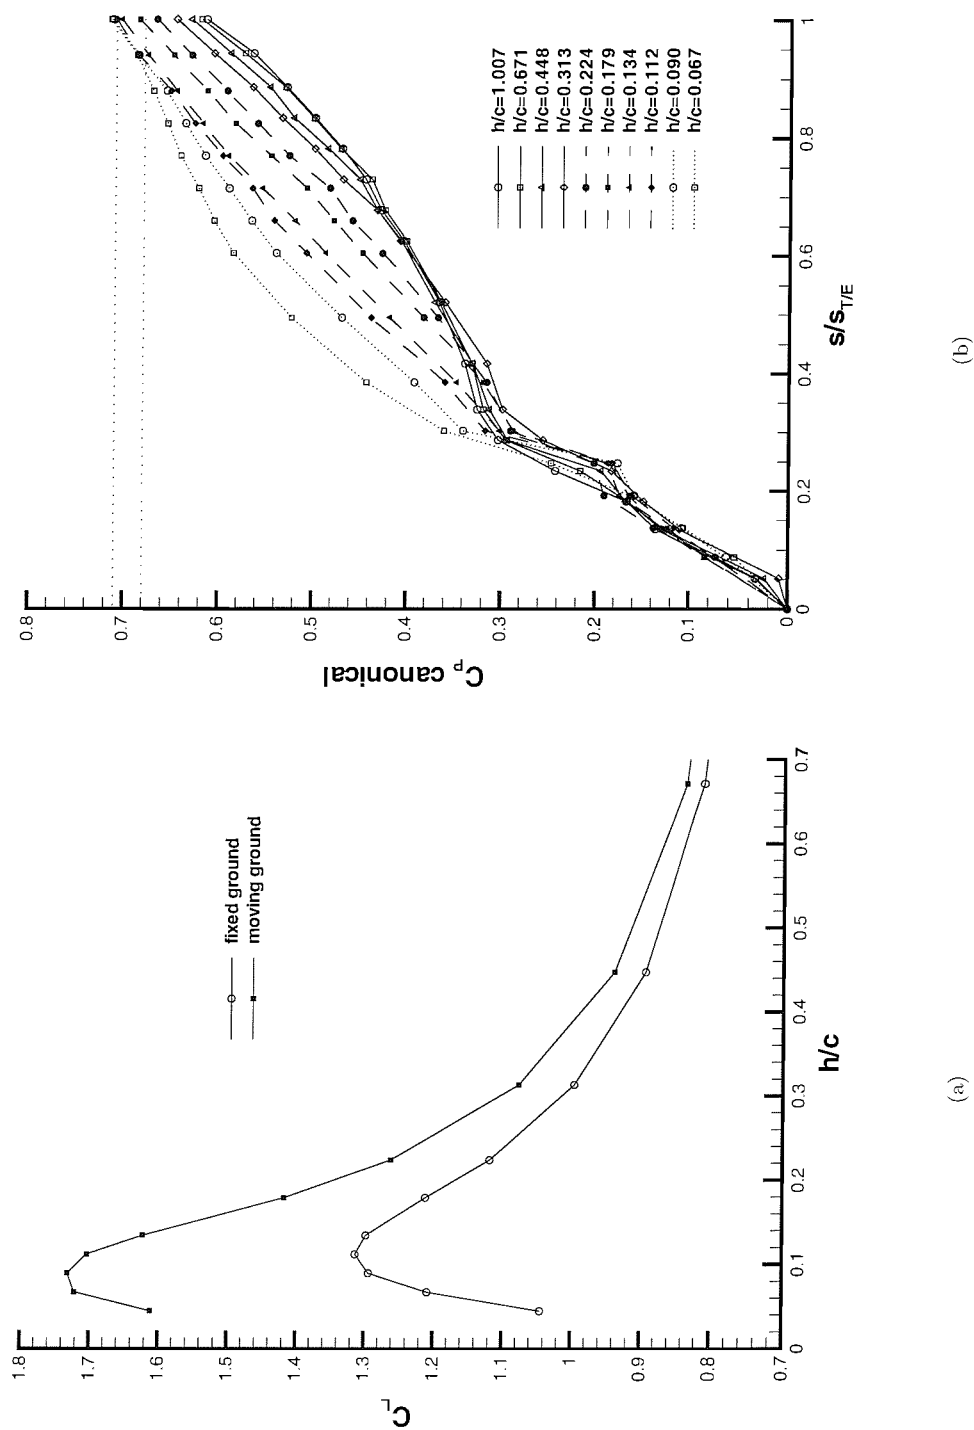 1.8
1.7
1.6
1.5
1.4
1.3
1.2
1.1
1
0.9
0.8
0.7
C_L
0
0.1
0.2
0.3
0.4
0.5
0.6
0.7
h/c
fixed ground
moving ground
(a)
0.8
0.7
0.6
0.5
0.4
0.3
0.2
0.1
0
C_P canonical
0
0.2
0.4
0.6
0.8
1
s/s_T/E
h/c=1.007
h/c=0.671
h/c=0.448
h/c=0.313
h/c=0.224
h/c=0.179
h/c=0.134
h/c=0.112
h/c=0.090
h/c=0.067
(b)